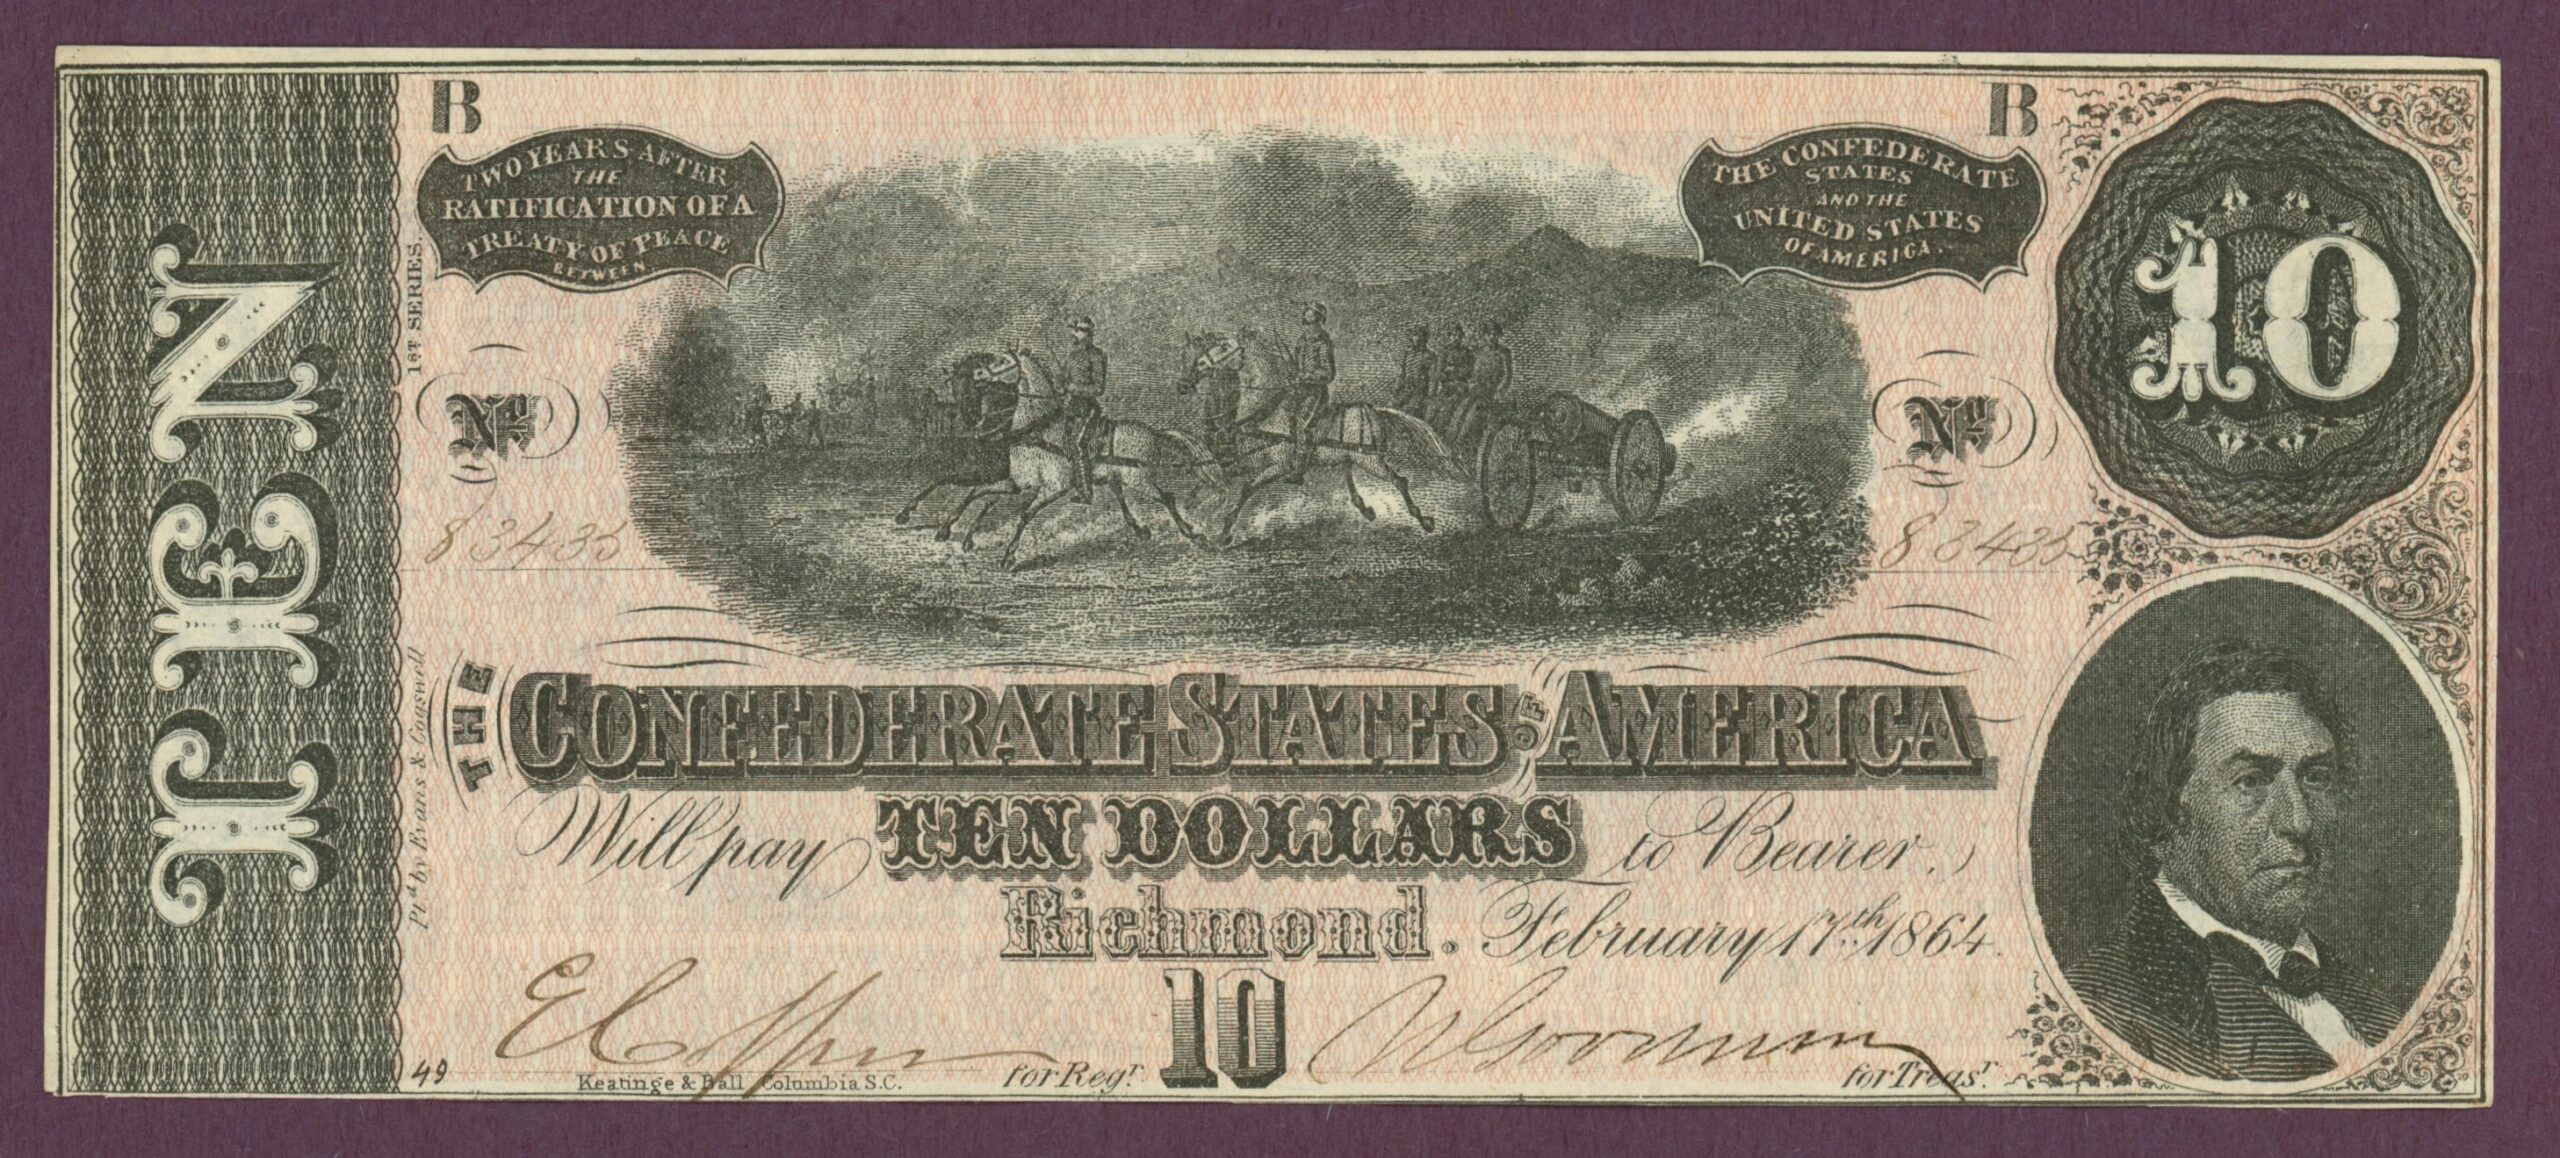 B
B
TWO YEARS AFTER
THE
RATIFICATION OF A
TREATY OF PEACE
BETWEEN
THE CONFEDERATE
STATES
AND THE
UNITED STATES
OF AMERICA.
10
TEN
1ST SERIES.
No.
No.
83435
83435
THE CONFEDERATE STATES OF AMERICA
Will pay TEN DOLLARS to Bearer.
Richmond. February 17th 1864.
Ptd. by Evans & Cogswell
10
49
Keatinge & Ball Columbia S.C.
for Regr.
for Treasr.